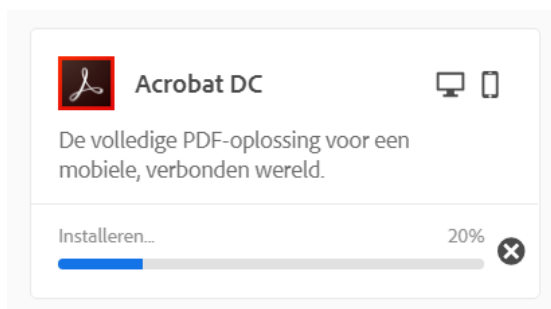 Acrobat DC
De volledige PDF-oplossing voor een
mobiele, verbonden wereld.
Installeren...
20%